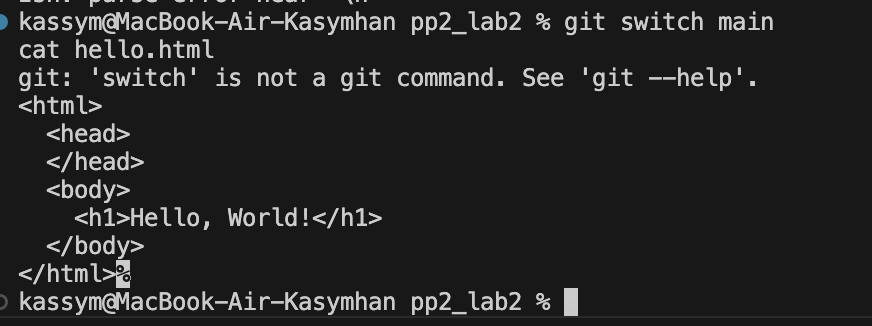 kassym@MacBook-Air-Kasymhan pp2_lab2 % git switch main
cat hello.html
git: 'switch' is not a git command. See 'git --help'.
<html>
  <head>
  </head>
  <body>
    <h1>Hello, World!</h1>
  </body>
</html>%
kassym@MacBook-Air-Kasymhan pp2_lab2 %